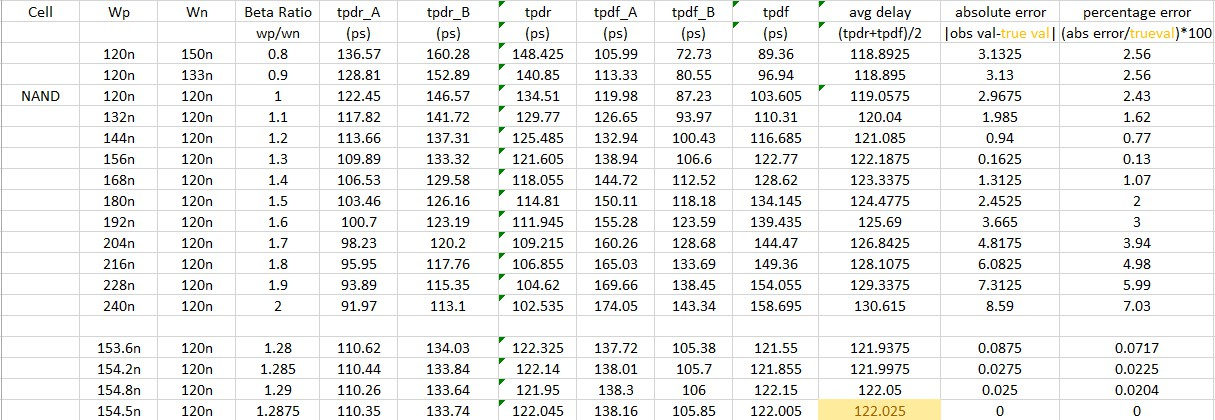 Cell Wp Wn Beta Ratio tpdr_A tpdr_B tpdr tpdf_A tpdf_B tpdf avg delay absolute error percentage error
wp/wn (ps) (ps) (ps) (ps) (ps) (ps) (tpdr+tpdf)/2 |obs val-true val| (abs error/trueval)*100
120n 150n 0.8 136.57 160.28 148.425 105.99 72.73 89.36 118.8925 3.1325 2.56
120n 133n 0.9 128.81 152.89 140.85 113.33 80.55 96.94 118.895 3.13 2.56
NAND 120n 120n 1 122.45 146.57 134.51 119.98 87.23 103.605 119.0575 2.9675 2.43
132n 120n 1.1 117.82 141.72 129.77 126.65 93.97 110.31 120.04 1.985 1.62
144n 120n 1.2 113.66 137.31 125.485 132.94 100.43 116.685 121.085 0.94 0.77
156n 120n 1.3 109.89 133.32 121.605 138.94 106.6 122.77 122.1875 0.1625 0.13
168n 120n 1.4 106.53 129.58 118.055 144.72 112.52 128.62 123.3375 1.3125 1.07
180n 120n 1.5 103.46 126.16 114.81 150.11 118.18 134.145 124.4775 2.4525 2
192n 120n 1.6 100.7 123.19 111.945 155.28 123.59 139.435 125.69 3.665 3
204n 120n 1.7 98.23 120.2 109.215 160.26 128.68 144.47 126.8425 4.8175 3.94
216n 120n 1.8 95.95 117.76 106.855 165.03 133.69 149.36 128.1075 6.0825 4.98
228n 120n 1.9 93.89 115.35 104.62 169.66 138.45 154.055 129.3375 7.3125 5.99
240n 120n 2 91.97 113.1 102.535 174.05 143.34 158.695 130.615 8.59 7.03
153.6n 120n 1.28 110.62 134.03 122.325 137.72 105.38 121.55 121.9375 0.0875 0.0717
154.2n 120n 1.285 110.44 133.84 122.14 138.01 105.7 121.855 121.9975 0.0275 0.0225
154.8n 120n 1.29 110.26 133.64 121.95 138.3 106 122.15 122.05 0.025 0.0204
154.5n 120n 1.2875 110.35 133.74 122.045 138.16 105.85 122.005 122.025 0 0